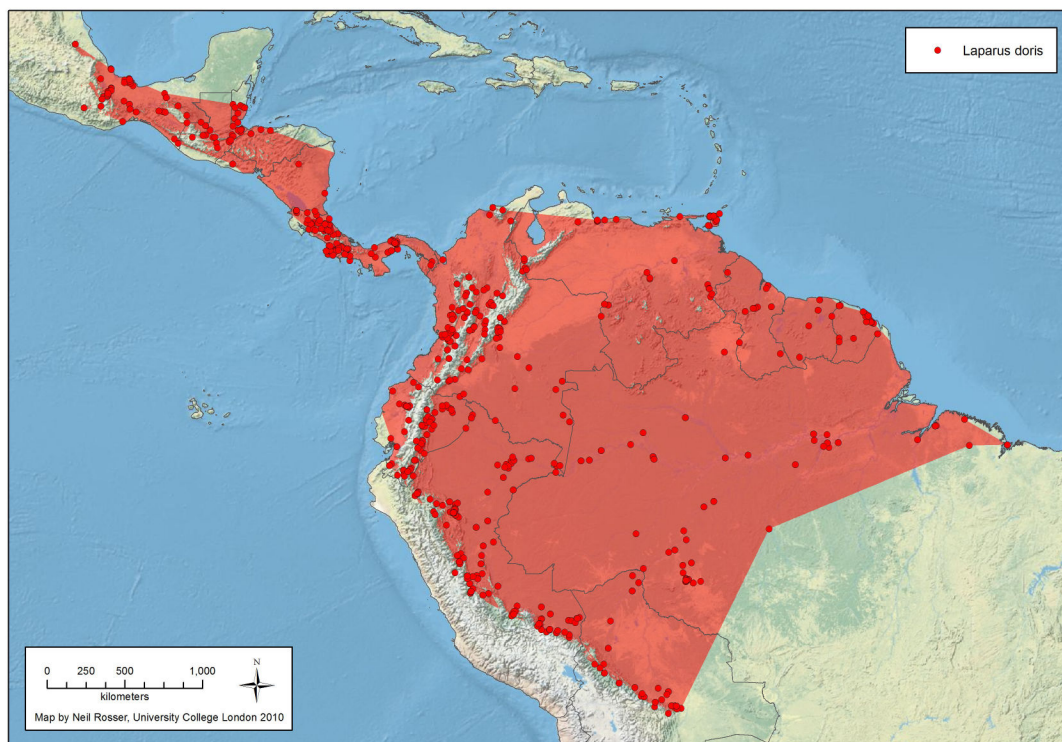 Laparus doris
0 250 500 1,000
kilometers
N
Map by Neil Rosser, University College London 2010